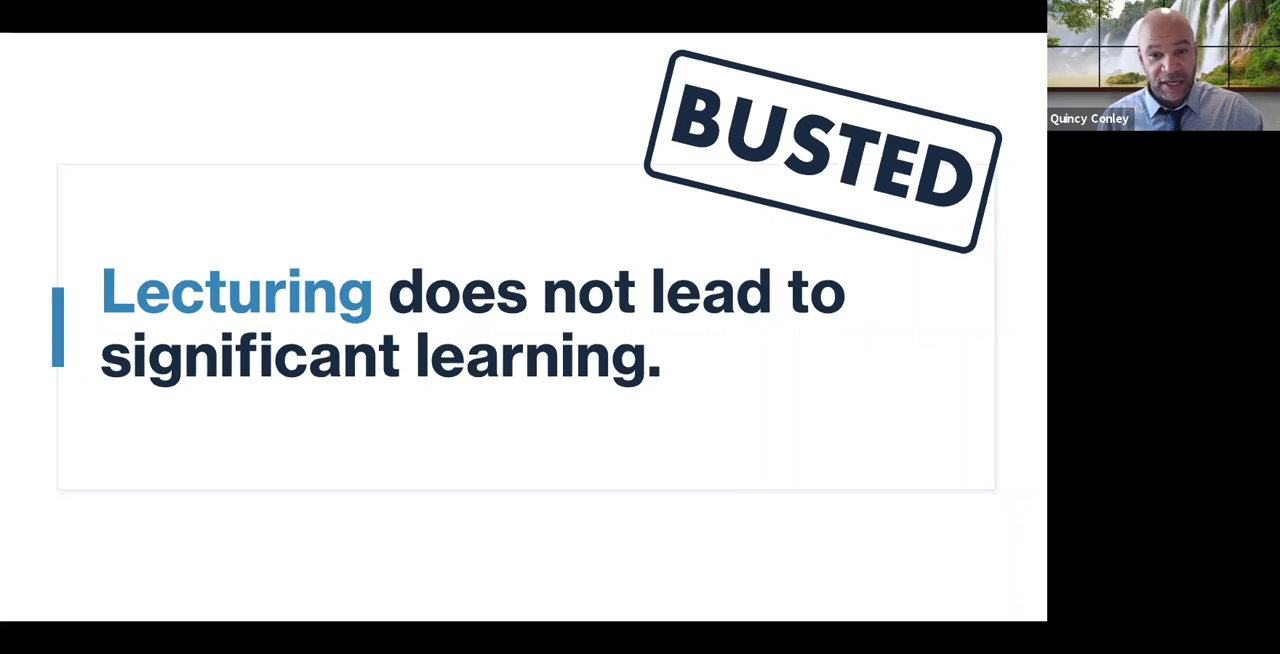 BUSTED
Lecturing does not lead to
significant learning.
Quincy Conley